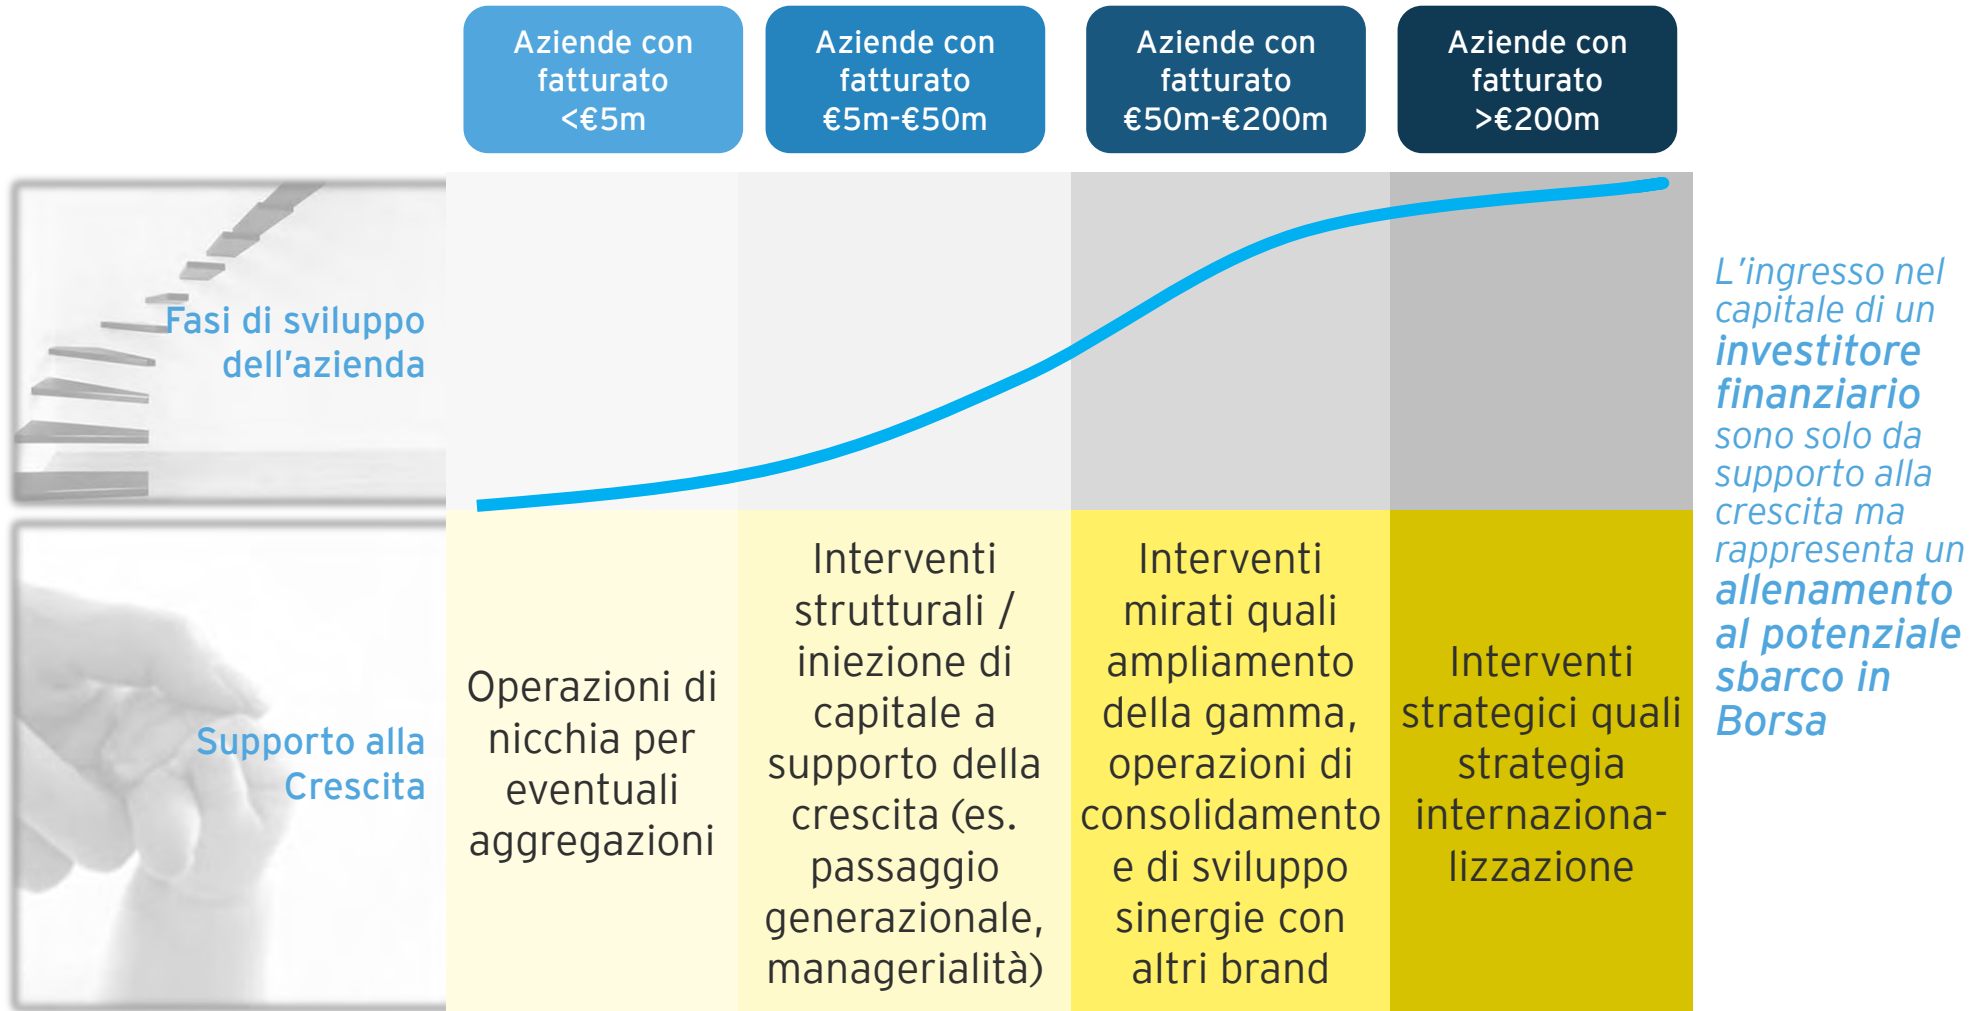 Aziende con
fatturato
<€5m
Aziende con
fatturato
€5m-€50m
Aziende con
fatturato
€50m-€200m
Aziende con
fatturato
>€200m
Fasi di sviluppo
dell'azienda
Supporto alla
Crescita
Operazioni di
nicchia per
eventuali
aggregazioni
Interventi
strutturali /
iniezione di
capitale a
supporto della
crescita (es.
passaggio
generazionale,
managerialità)
Interventi
mirati quali
ampliamento
della gamma,
operazioni di
consolidamento
e di sviluppo
sinergie con
altri brand
Interventi
strategici quali
strategia
internaziona-
lizzazione
L'ingresso nel
capitale di un
investitore
finanziario
sono solo da
supporto alla
crescita ma
rappresenta un
allenamento
al potenziale
sbarco in
Borsa